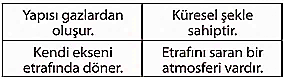 Yapısı gazlardan
oluşur.
Küresel şekle
sahiptir.
Kendi ekseni
etrafında döner.
Etrafını saran bir
atmosferi vardır.